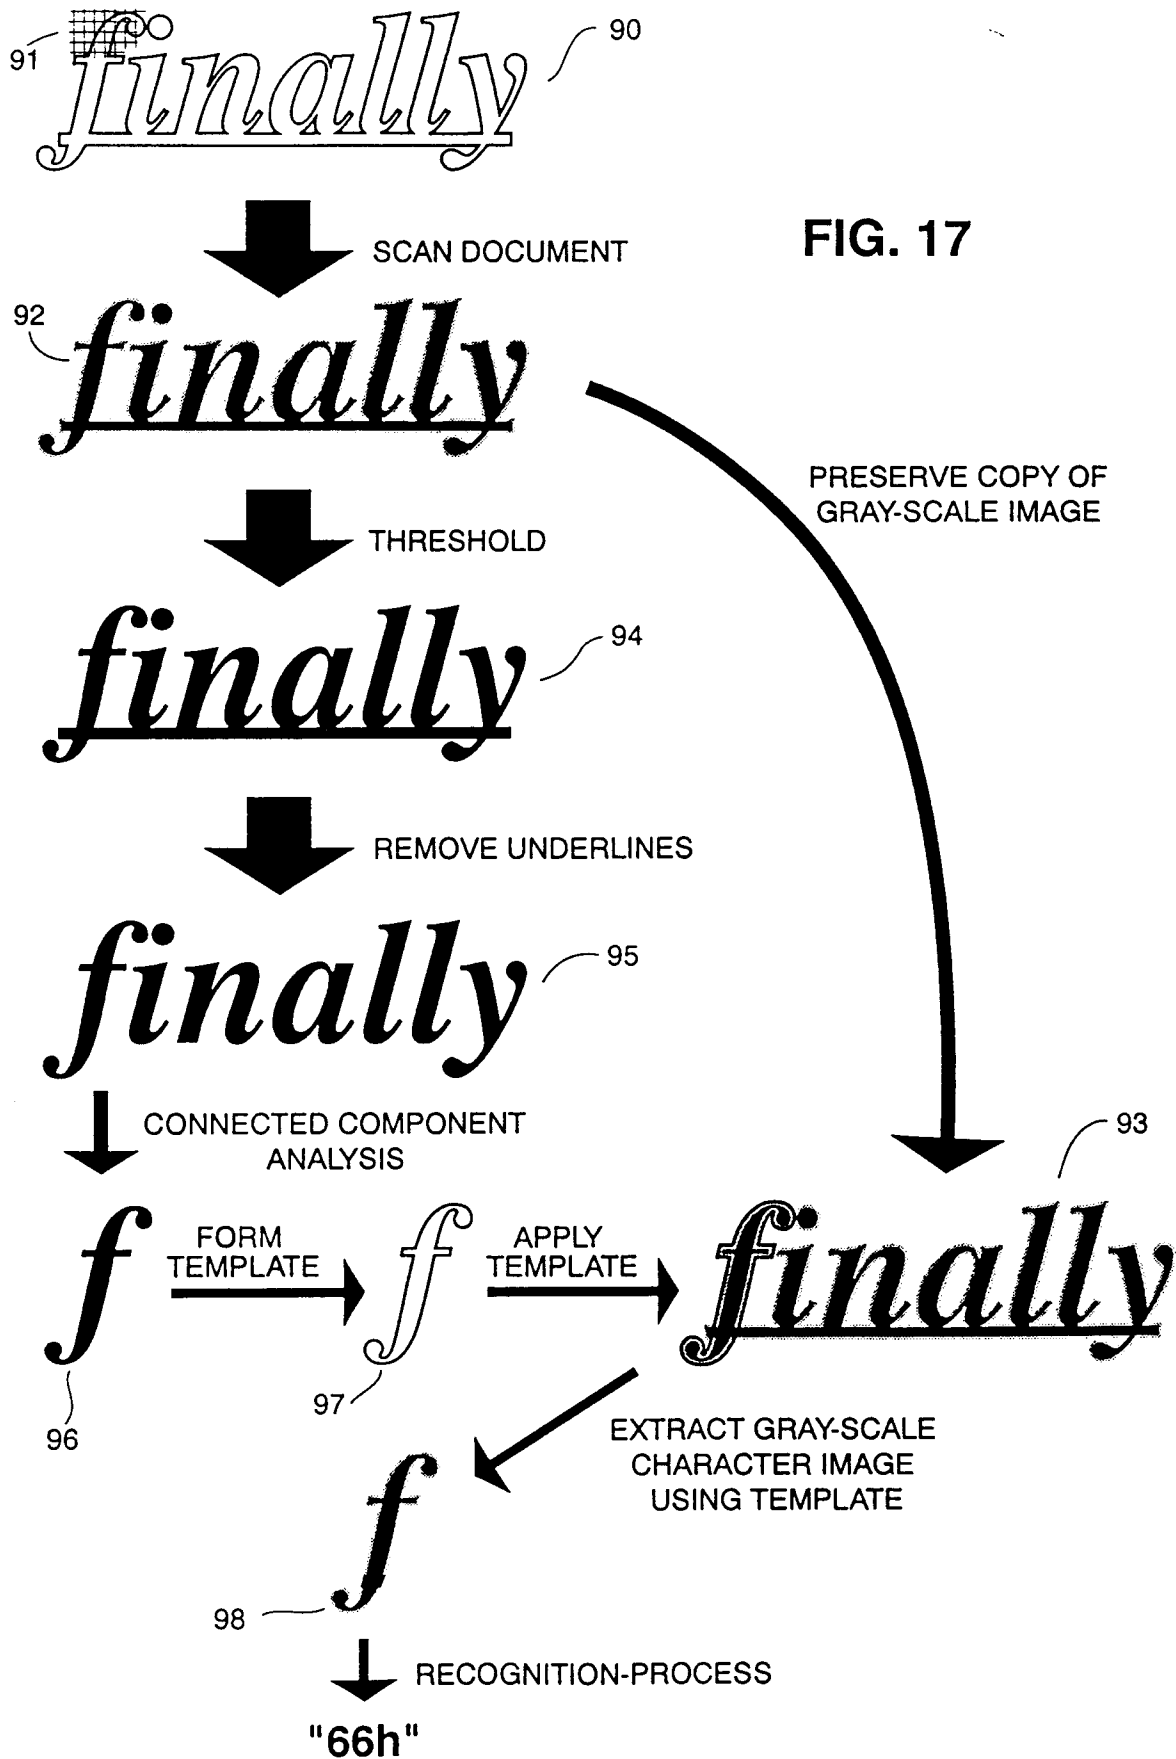 91
finally
90
SCAN DOCUMENT
FIG. 17
92
finally
PRESERVE COPY OF
GRAY-SCALE IMAGE
THRESHOLD
finally
94
REMOVE UNDERLINES
finally
95
CONNECTED COMPONENT
ANALYSIS
93
f
FORM
TEMPLATE
f
APPLY
TEMPLATE
finally
96
97
EXTRACT GRAY-SCALE
CHARACTER IMAGE
USING TEMPLATE
f
98
RECOGNITION-PROCESS
"66h"